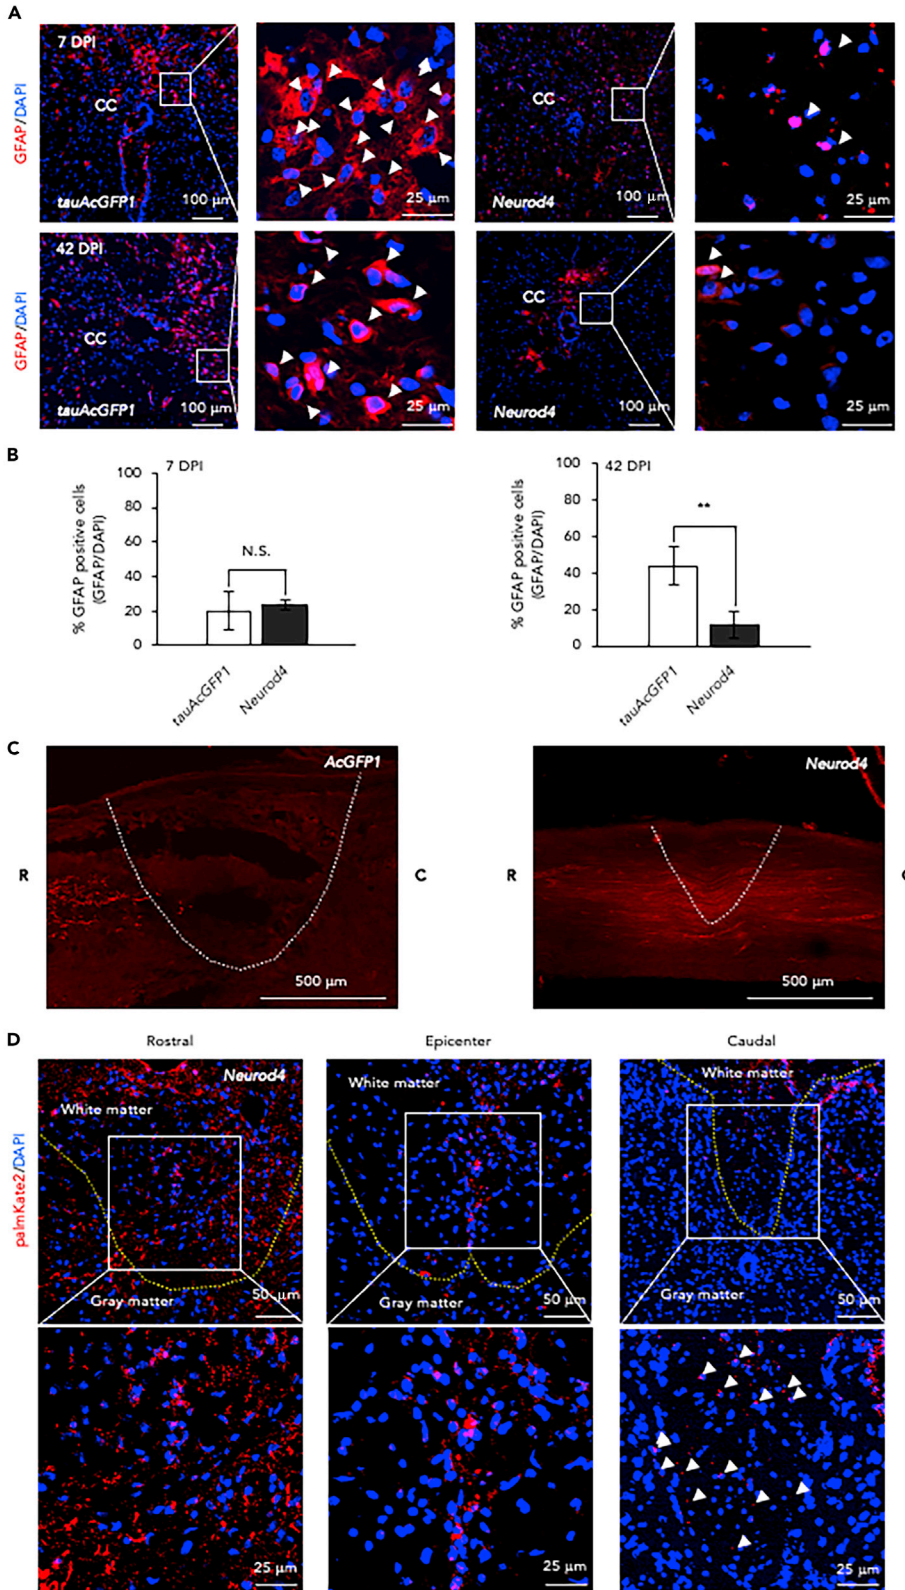 A
7 DPI
CC
tauAcGFP1
100 µm
25 µm
CC
Neurod4
100 µm
25 µm
GFAP/DAPI
42 DPI
CC
tauAcGFP1
100 µm
25 µm
CC
Neurod4
100 µm
25 µm
GFAP/DAPI
B
7 DPI
% GFAP positive cells
(GFAP/DAPI)
100
80
60
40
20
0
N.S.
tauAcGFP1
Neurod4
42 DPI
% GFAP positive cells
(GFAP/DAPI)
100
80
60
40
20
0
**
tauAcGFP1
Neurod4
C
AcGFP1
R
C
500 µm
Neurod4
R
500 µm
D
Rostral
Epicenter
Caudal
palmKate2/DAPI
Neurod4
White matter
Gray matter
50 µm
White matter
Gray matter
50 µm
White matter
Gray matter
50 µm
25 µm
25 µm
25 µm